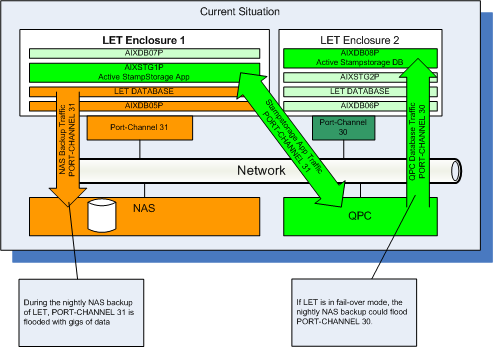 Current Situation
LET Enclosure 1
AIXDB07P
AIXSTG1P
Active StampStorage App
LET DATABASE
AIXDB05P
Port-Channel 31
LET Enclosure 2
AIXDB08P
Active Stampstorage DB
AIXSTG2P
LET DATABASE
AIXDB06P
Port-Channel
30
NAS Backup Traffic
PORT-CHANNEL 31
Stampstorage App Traffic
PORT-CHANNEL 31
QPC Database Traffic
PORT-CHANNEL 30
Network
NAS
QPC
During the nightly NAS backup
of LET, PORT-CHANNEL 31 is
flooded with gigs of data
If LET is in fail-over mode, the
nightly NAS backup could flood
PORT-CHANNEL 30.